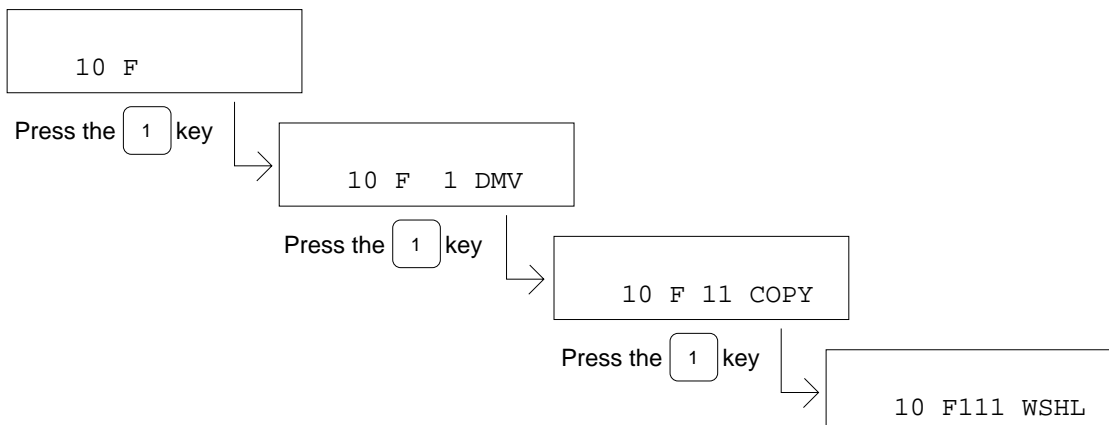 10 F
Press the 1 key
10 F  1 DMV
Press the 1 key
10 F 11 COPY
Press the 1 key
10 F111 WSHL